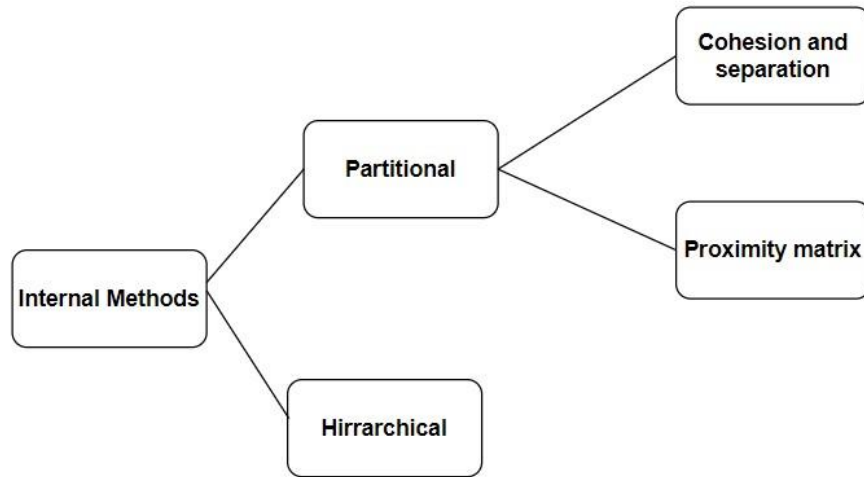 Cohesion and
separation
Partitional
Proximity matrix
Internal Methods
Hirrarchical